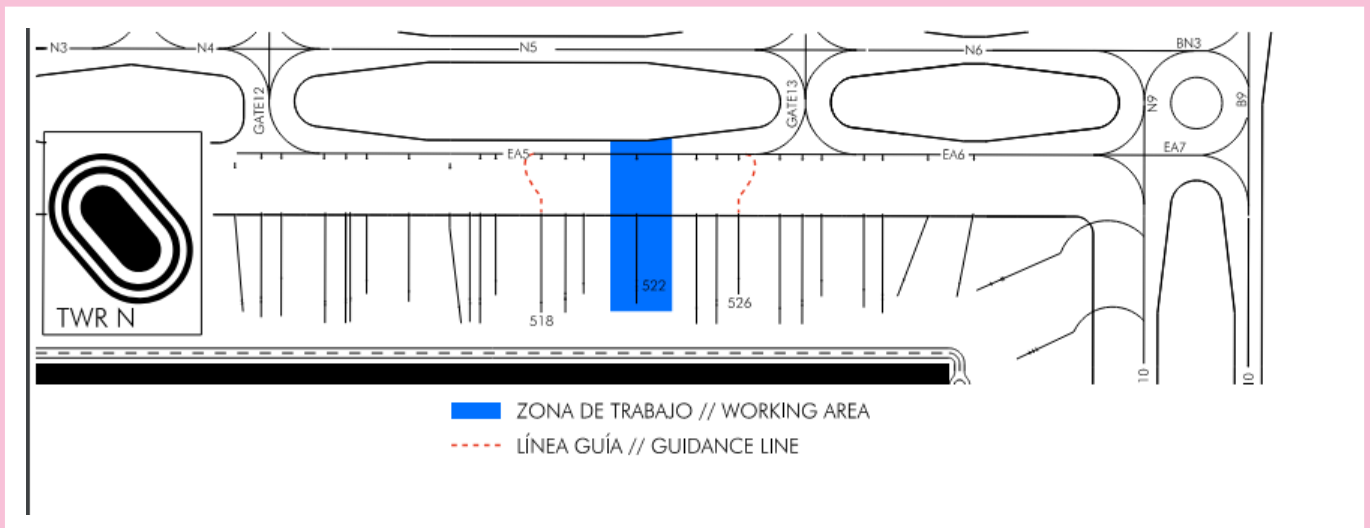 N3
N4
N5
N6
BN3
GATE12
GATE13
N9
B9
EA5
EA6
EA7
522
526
518
TWR N
10
10
ZONA DE TRABAJO // WORKING AREA
LÍNEA GUÍA // GUIDANCE LINE